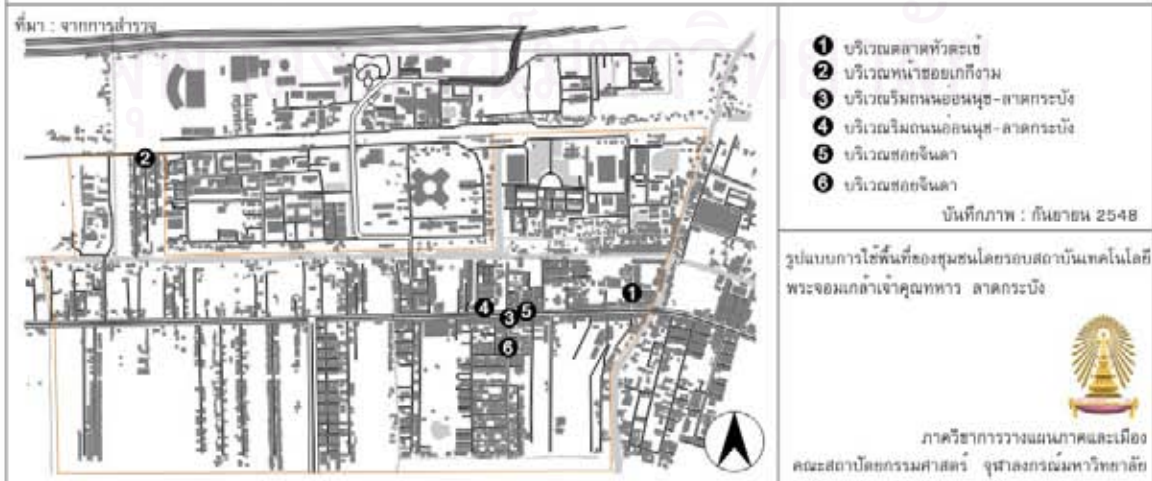 ที่มา : จากการสำรวจ
1 บริเวณตลาดหัวตะเข้
2 บริเวณหน้าซอยเกกีงาม
3 บริเวณริมถนนอ่อนนุช-ลาดกระบัง
4 บริเวณริมถนนอ่อนนุช-ลาดกระบัง
5 บริเวณซอยจินดา
6 บริเวณซอยจินดา
บันทึกภาพ : กันยายน 2548
รูปแบบการใช้พื้นที่ของชุมชนโดยรอบสถาบันเทคโนโลยี
พระจอมเกล้าเจ้าคุณทหาร ลาดกระบัง
ภาควิชาการวางแผนภาคและเมือง
คณะสถาปัตยกรรมศาสตร์ จุฬาลงกรณ์มหาวิทยาลัย
2
4
3
5
1
6